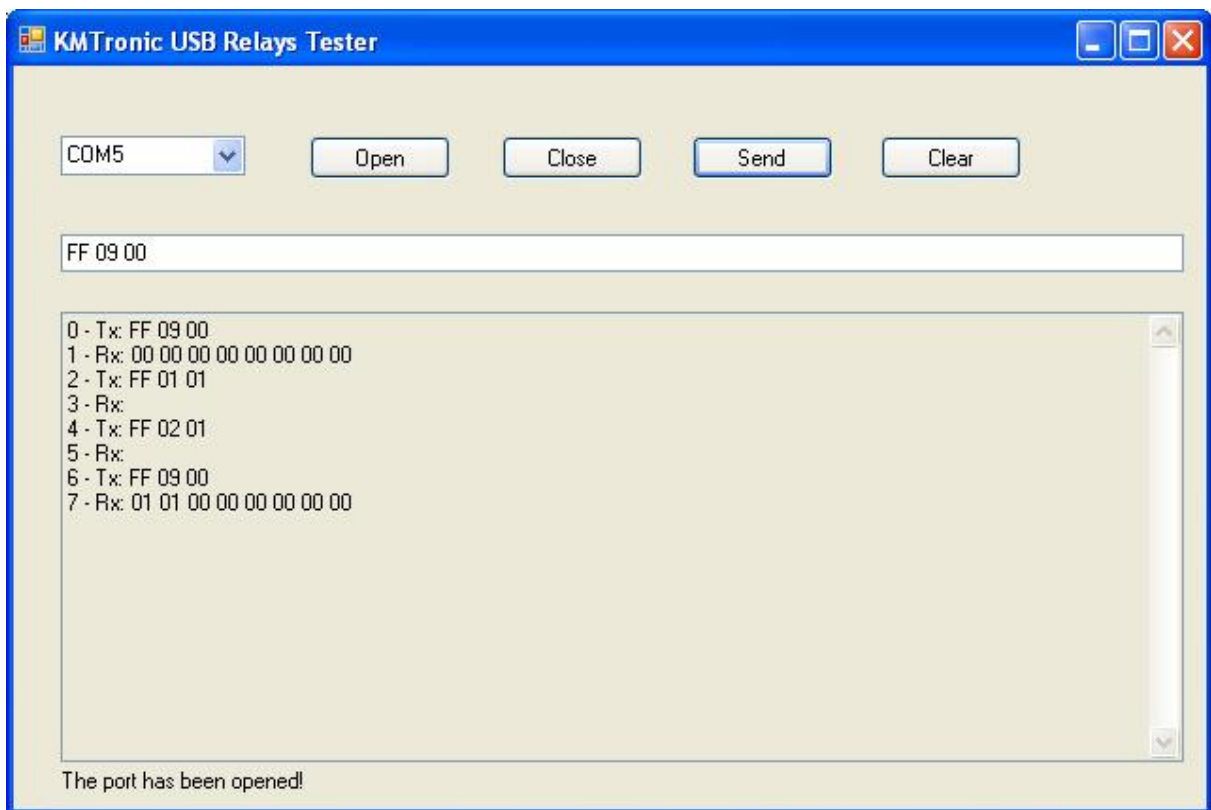 KMTronic USB Relays Tester
COM5 Open Close Send Clear
FF 09 00
0 - Tx: FF 09 00
1 - Rx: 00 00 00 00 00 00 00 00
2 - Tx: FF 01 01
3 - Rx:
4 - Tx: FF 02 01
5 - Rx:
6 - Tx: FF 09 00
7 - Rx: 01 01 00 00 00 00 00 00
The port has been opened!